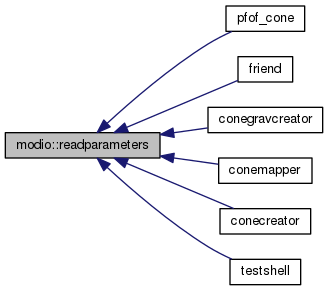 pfof_cone
friend
conegravcreator
modio::readparameters
conemapper
conecreator
testshell